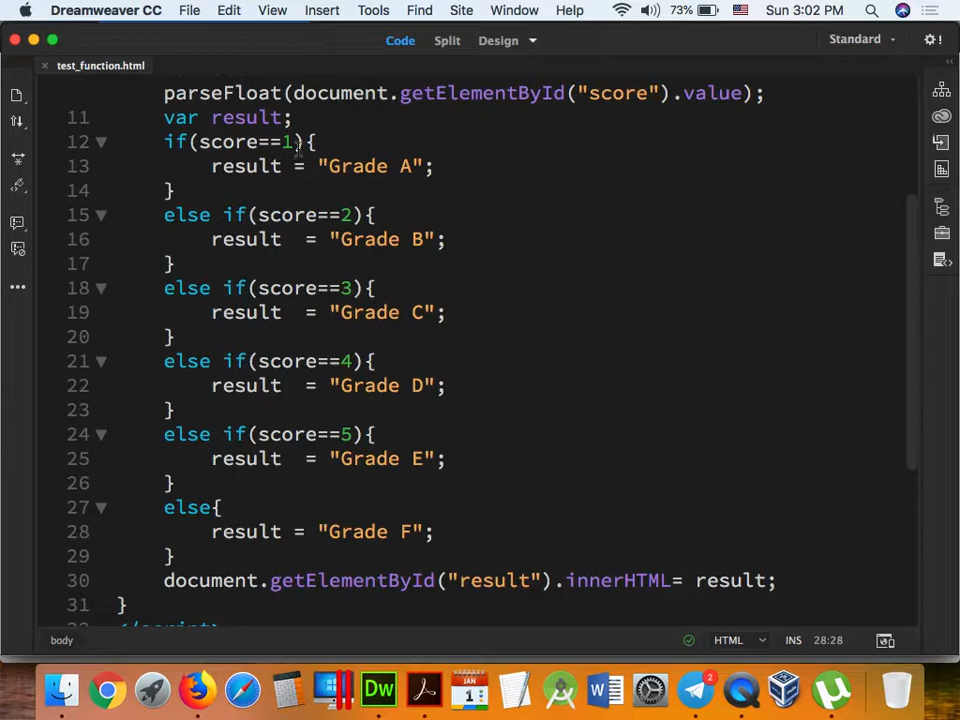 Dreamweaver CC File Edit View Insert Tools Find Site Window Help 73% Sun 3:02 PM
Code Split Design Standard
× test_function.html
parseFloat(document.getElementById("score").value);
11 var result;
12 if(score==1){
13 result = "Grade A";
14 }
15 else if(score==2){
16 result  = "Grade B";
17 }
18 else if(score==3){
19 result  = "Grade C";
20 }
21 else if(score==4){
22 result  = "Grade D";
23 }
24 else if(score==5){
25 result  = "Grade E";
26 }
27 else{
28 result = "Grade F";
29 }
30 document.getElementById("result").innerHTML= result;
31 }
body HTML INS 28:28
Dw JAN 1 W 2 µ